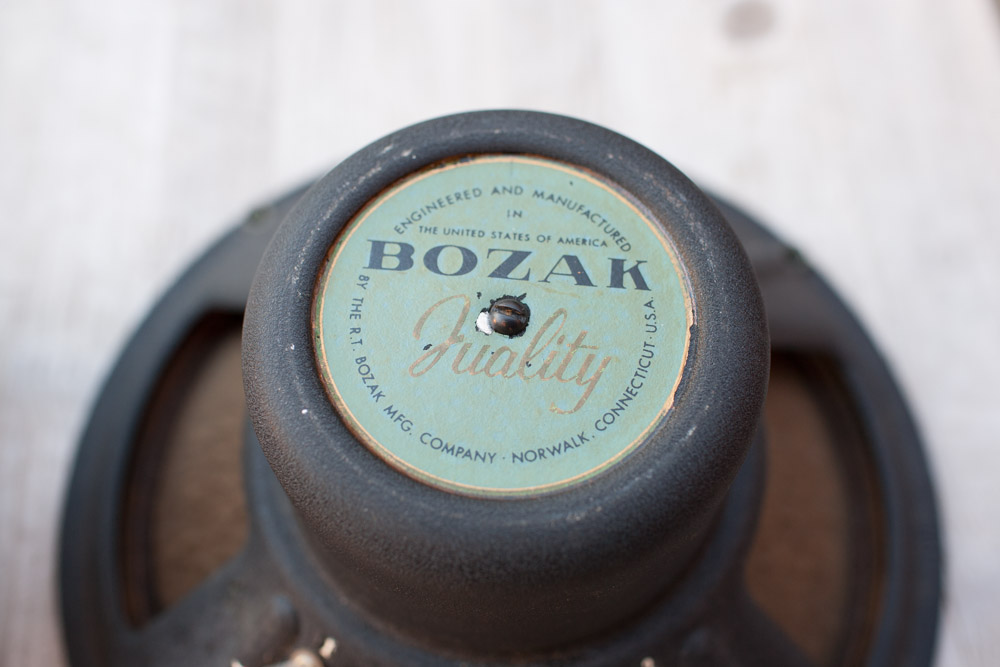 ENGINEERED AND MANUFACTURED
IN
THE UNITED STATES OF AMERICA
BOZAK
Quality
BY THE R.T. BOZAK MFG. COMPANY · NORWALK, CONNECTICUT · U.S.A.